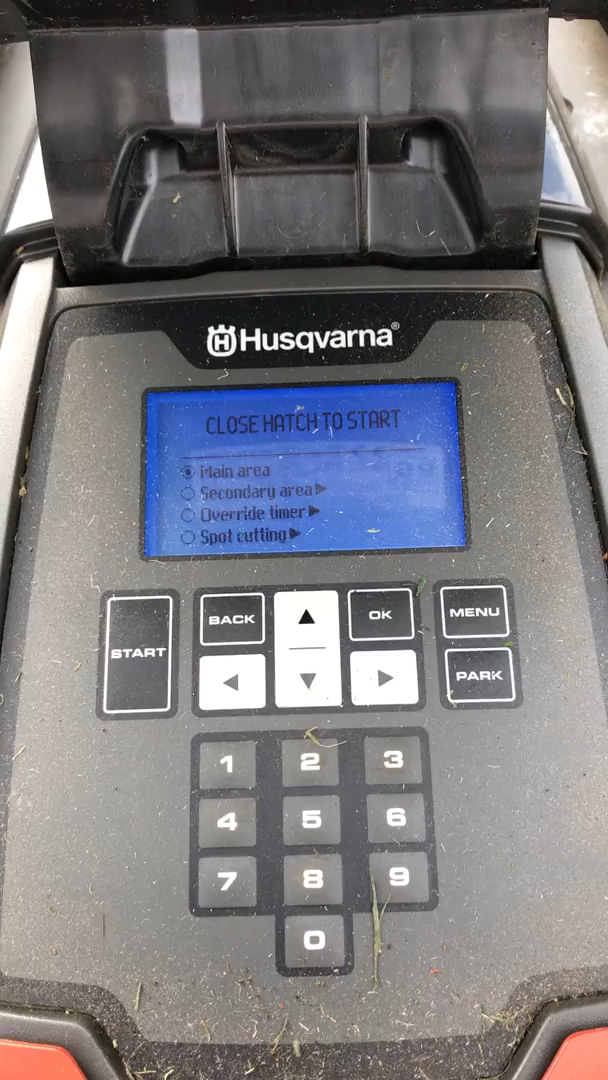 Husqvarna®
CLOSE HATCH TO START
Main area
Secondary area ▶
Override timer ▶
Spot cutting ▶
START
BACK
▲
OK
MENU
◀
▼
▶
PARK
1 2 3
4 5 6
7 8 9
0